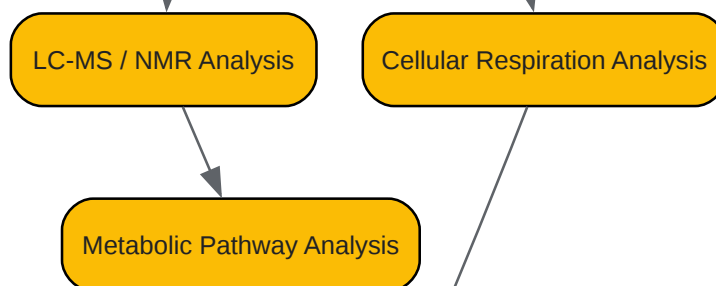 LC-MS / NMR Analysis
Cellular Respiration Analysis
Metabolic Pathway Analysis